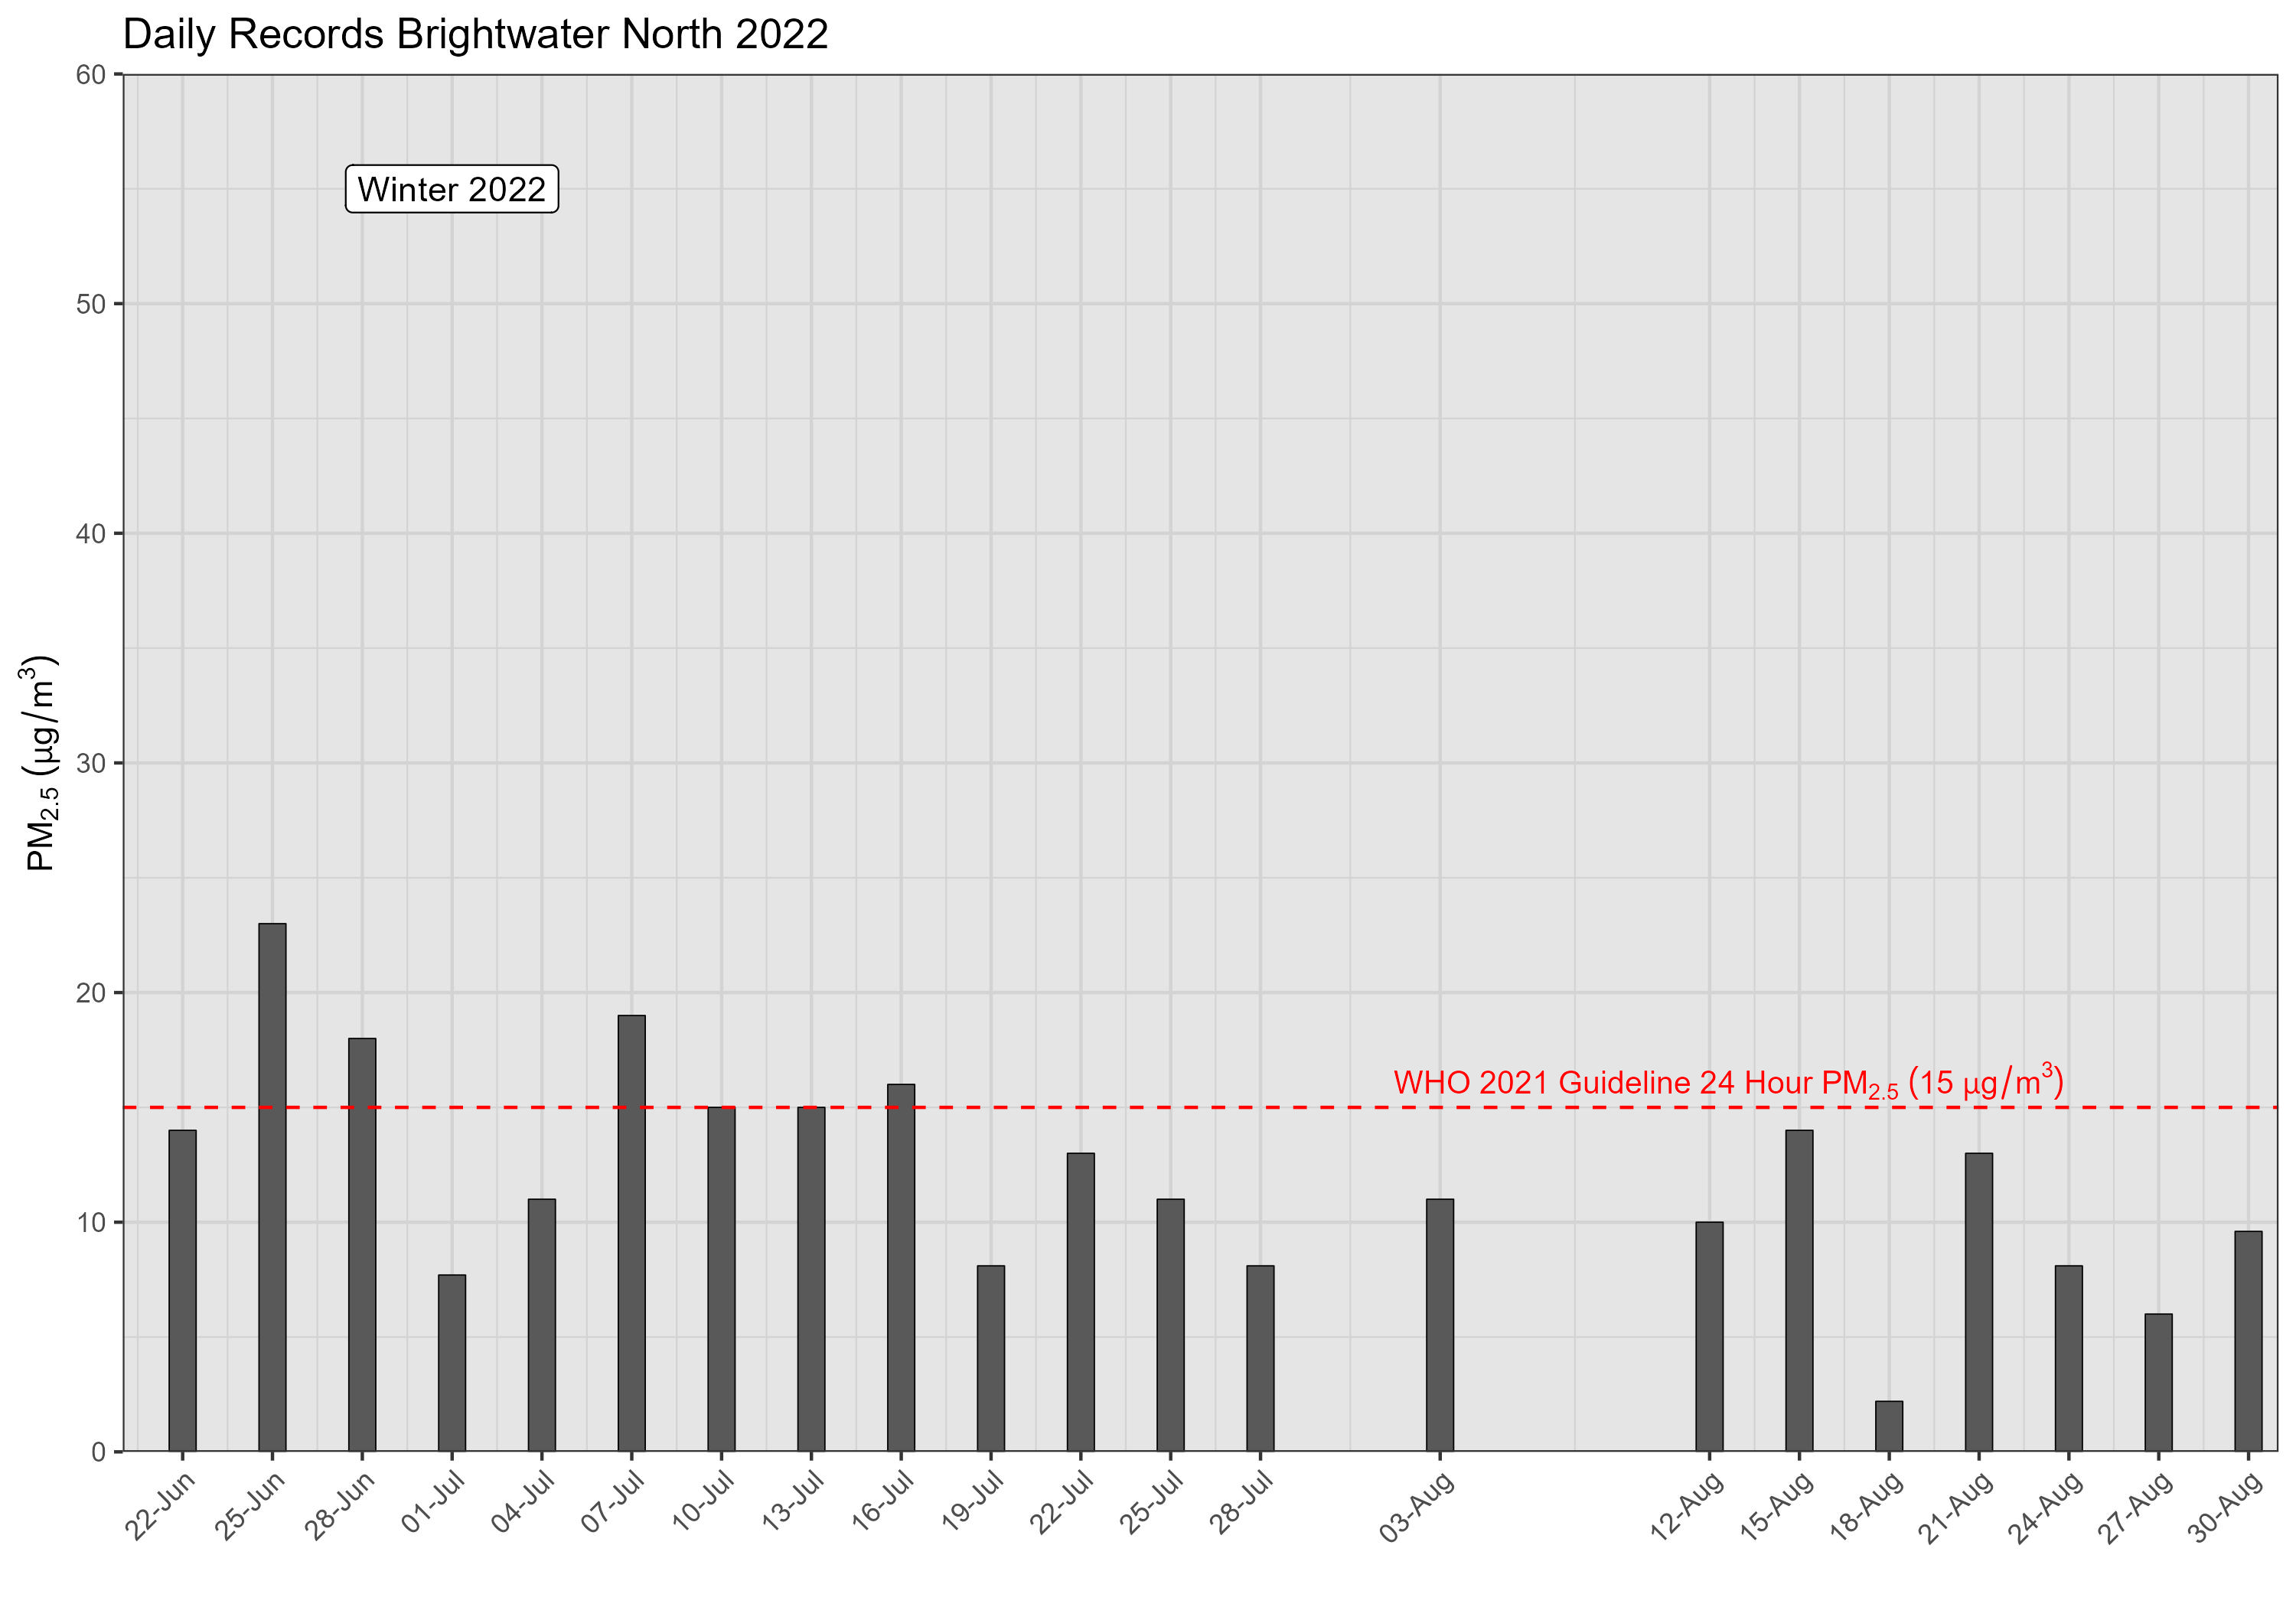 Daily Records Brightwater North 2022
60
Winter 2022
50
40
PM2.5 (µg/m³)
30
20
WHO 2021 Guideline 24 Hour PM2.5 (15 µg/m³)
10
0
22-Jun 25-Jun 28-Jun 01-Jul 04-Jul 07-Jul 10-Jul 13-Jul 16-Jul 19-Jul 22-Jul 25-Jul 28-Jul 03-Aug 12-Aug 15-Aug 18-Aug 21-Aug 24-Aug 27-Aug 30-Aug